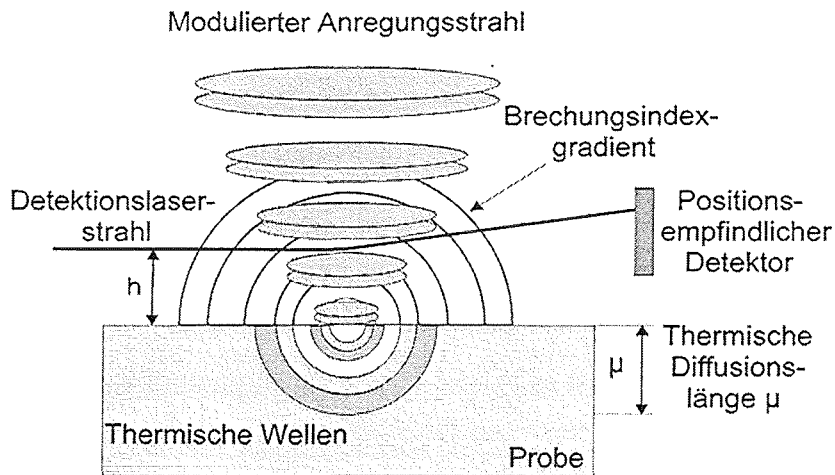 Modulierter Anregungsstrahl
Brechungsindex-
gradient
Detektionslaser-
strahl
Positions-
empfindlicher
Detektor
h
μ
Thermische
Diffusions-
länge μ
Thermische Wellen
Probe